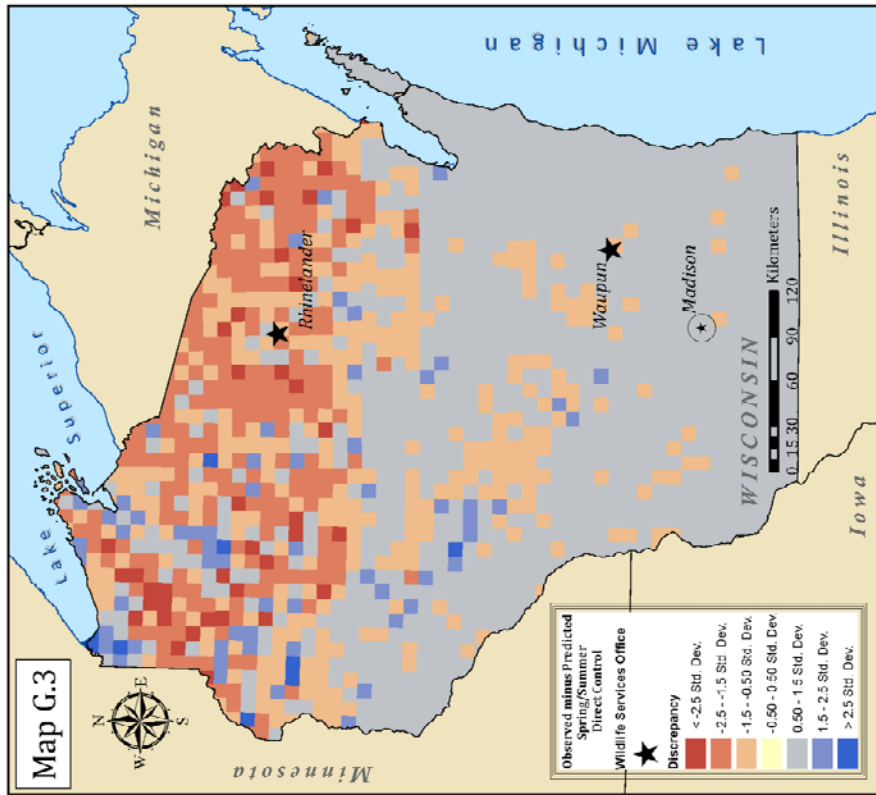 Map G.3
N
W
E
S
Lake Superior
Michigan
Minnesota
Rhinelander
Lake Michigan
Waupun
Madison
WISCONSIN
Iowa
Illinois
0 15 30 60 90 120
Kilometers
Observed minus Predicted
Spring/Summer
Direct Control
Wildlife Services Office
Discrepancy
< -2.5 Std. Dev.
-2.5 - -1.5 Std. Dev.
-1.5 - -0.50 Std. Dev.
-0.50 - 0.50 Std. Dev.
0.50 - 1.5 Std. Dev.
1.5 - 2.5 Std. Dev.
> 2.5 Std. Dev.